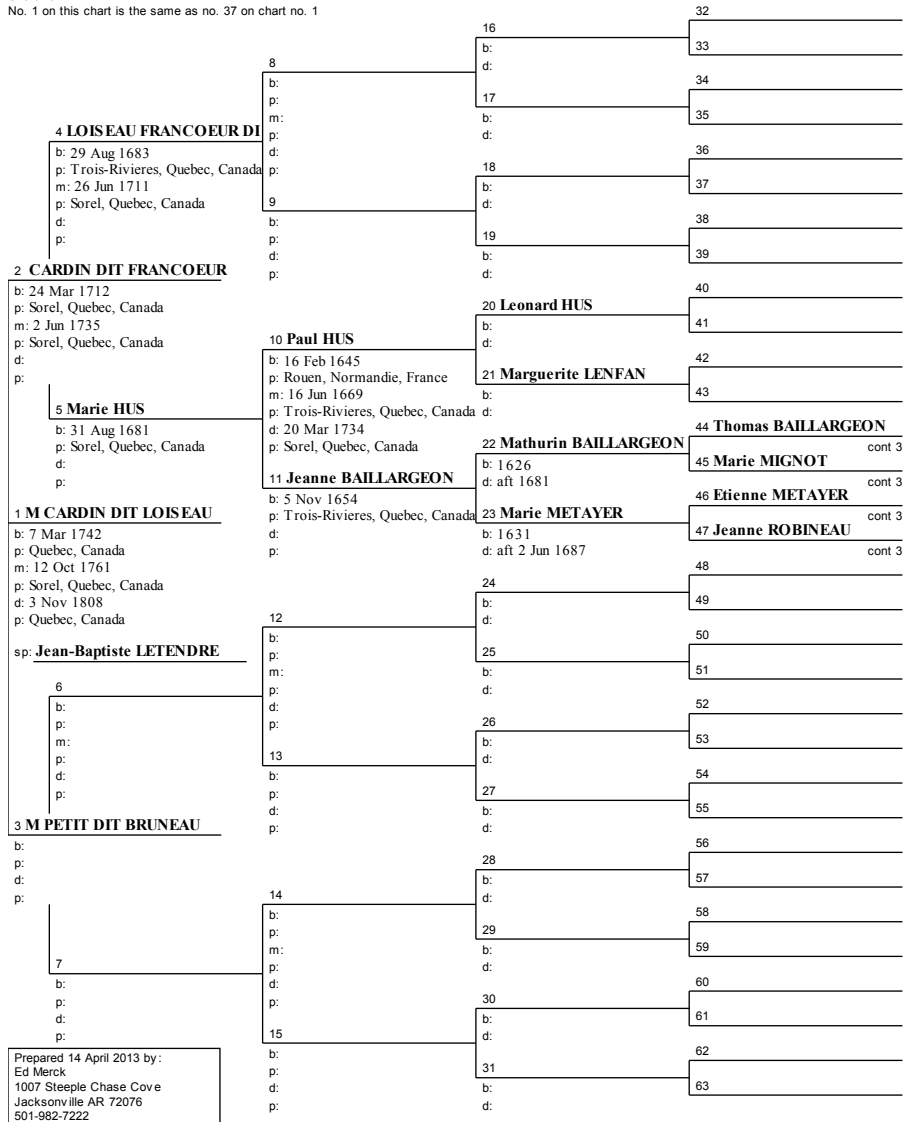 No. 1 on this chart is the same as no. 37 on chart no. 1
1 M CARDIN DIT LOISEAU
b: 7 Mar 1742
p: Quebec, Canada
m: 12 Oct 1761
p: Sorel, Quebec, Canada
d: 3 Nov 1808
p: Quebec, Canada
sp: Jean-Baptiste LETENDRE
2 CARDIN DIT FRANCOEUR
b: 24 Mar 1712
p: Sorel, Quebec, Canada
m: 2 Jun 1735
p: Sorel, Quebec, Canada
d:
p:
3 M PETIT DIT BRUNEAU
b:
p:
d:
p:
4 LOISEAU FRANCOEUR DI
b: 29 Aug 1683
p: Trois-Rivieres, Quebec, Canada
m: 26 Jun 1711
p: Sorel, Quebec, Canada
d:
p:
5 Marie HUS
b: 31 Aug 1681
p: Sorel, Quebec, Canada
d:
p:
6
b:
p:
m:
p:
d:
p:
7
b:
p:
d:
p:
8
b:
p:
m:
p:
d:
p:
9
b:
p:
d:
p:
10 Paul HUS
b: 16 Feb 1645
p: Rouen, Normandie, France
m: 16 Jun 1669
p: Trois-Rivieres, Quebec, Canada
d: 20 Mar 1734
p: Sorel, Quebec, Canada
11 Jeanne BAILLARGEON
b: 5 Nov 1654
p: Trois-Rivieres, Quebec, Canada
d:
p:
12
b:
p:
m:
p:
d:
p:
13
b:
p:
d:
p:
14
b:
p:
m:
p:
d:
p:
15
b:
p:
d:
p:
16
b:
d:
17
b:
d:
18
b:
d:
19
b:
d:
20 Leonard HUS
b:
d:
21 Marguerite LENFAN
b:
d:
22 Mathurin BAILLARGEON
b: 1626
d: aft 1681
23 Marie METAYER
b: 1631
d: aft 2 Jun 1687
24
b:
d:
25
b:
d:
26
b:
d:
27
b:
d:
28
b:
d:
29
b:
d:
30
b:
d:
31
b:
d:
32
33
34
35
36
37
38
39
40
41
42
43
44 Thomas BAILLARGEON
cont 3
45 Marie MIGNOT
cont 3
46 Etienne METAYER
cont 3
47 Jeanne ROBINEAU
cont 3
48
49
50
51
52
53
54
55
56
57
58
59
60
61
62
63
Prepared 14 April 2013 by:
Ed Merck
1007 Steeple Chase Cove
Jacksonville AR 72076
501-982-7222